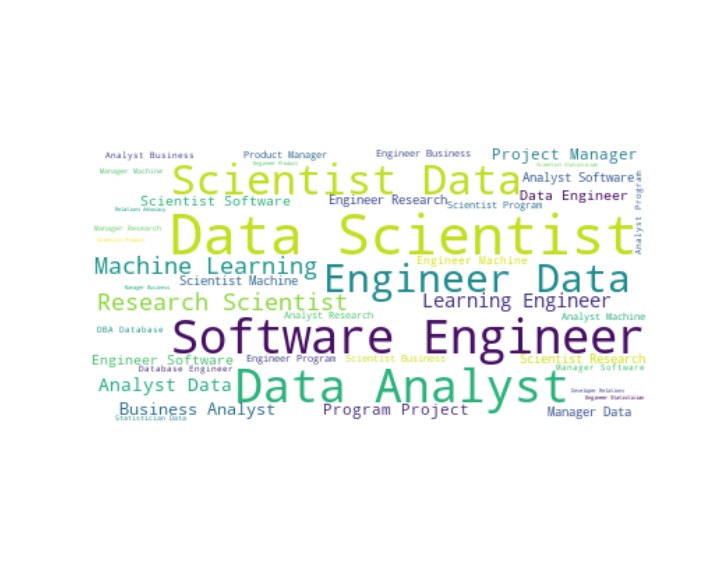 Analyst Business
Product Manager
Engineer Business
Project Manager
Engineer Product
Scientist Statistician
Manager Machine
Scientist Data
Analyst Software
Analyst Program
Scientist Software
Engineer Research
Data Engineer
Relations Advocacy
Scientist Program
Data Scientist
Manager Research
Scientist Product
Machine Learning
Engineer Machine
Scientist Machine
Engineer Data
Manager Business
Research Scientist
Learning Engineer
Analyst Research
Analyst Machine
DBA Database
Software Engineer
Engineer Software
Engineer Program
Scientist Business
Scientist Research
Database Engineer
Manager Software
Analyst Data
Data Analyst
Developer Relations
Engineer Statistician
Business Analyst
Program Project
Manager Data
Statistician Data